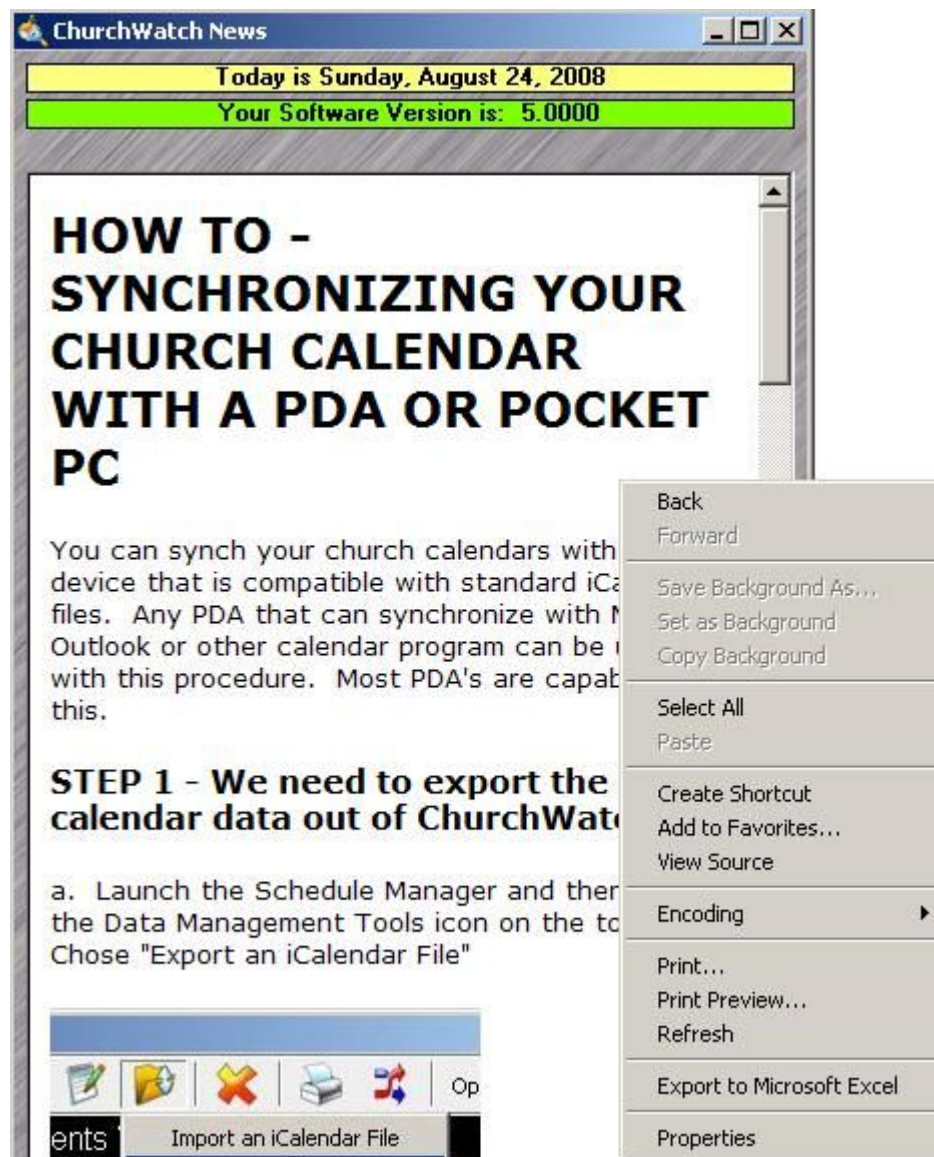 ChurchWatch News
Today is Sunday, August 24, 2008
Your Software Version is: 5.0000
HOW TO -
SYNCHRONIZING YOUR
CHURCH CALENDAR
WITH A PDA OR POCKET
PC
You can synch your church calendars with
device that is compatible with standard
files. Any PDA that can synchronize with
Outlook or other calendar program can be
with this procedure. Most PDA's are
this.
STEP 1 - We need to export the
calendar data out of
a. Launch the Schedule Manager and
the Data Management Tools icon on the
Chose "Export an iCalendar File"
Import an iCalendar File
Back
Forward
Save Background As...
Set as Background
Copy Background
Select All
Paste
Create Shortcut
Add to Favorites...
View Source
Encoding
Print...
Print Preview...
Refresh
Export to Microsoft Excel
Properties